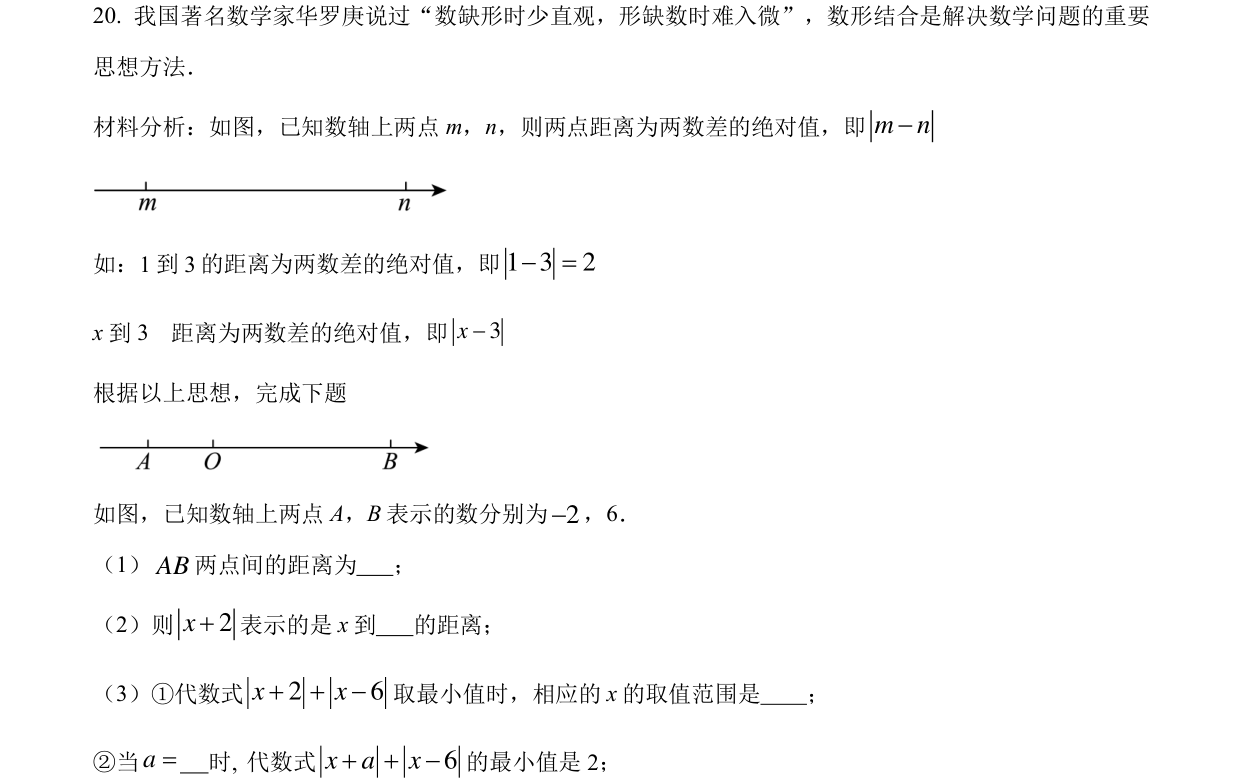 20. 我国著名数学家华罗庚说过“数缺形时少直观，形缺数时难入微”，数形结合是解决数学问题的重要
思想方法．
材料分析：如图，已知数轴上两点 m，n，则两点距离为两数差的绝对值，即|m−n|
m n
如：1 到 3 的距离为两数差的绝对值，即|1−3|=2
x 到 3 距离为两数差的绝对值，即|x−3|
根据以上思想，完成下题
A O B
如图，已知数轴上两点 A，B 表示的数分别为−2，6．
（1）AB 两点间的距离为___；
（2）则|x+2|表示的是 x 到___的距离；
（3）①代数式|x+2|+|x−6|取最小值时，相应的 x 的取值范围是____；
②当a=__时, 代数式|x+a|+|x−6|的最小值是 2；